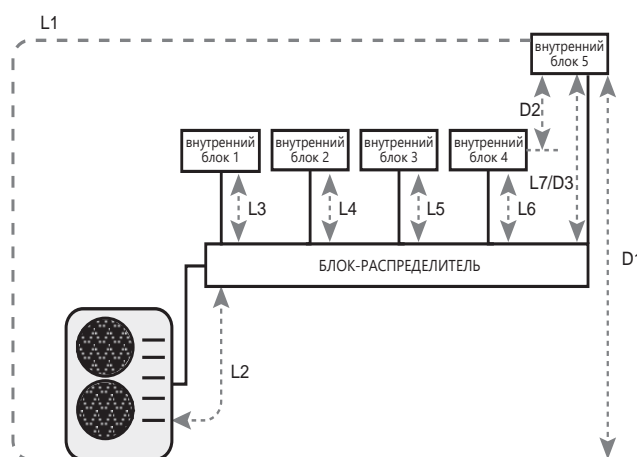 L1
внутренний
блок 5
D2
внутренний
блок 1
внутренний
блок 2
внутренний
блок 3
внутренний
блок 4
L7/D3
L3
L4
L5
L6
D1
БЛОК-РАСПРЕДЕЛИТЕЛЬ
L2